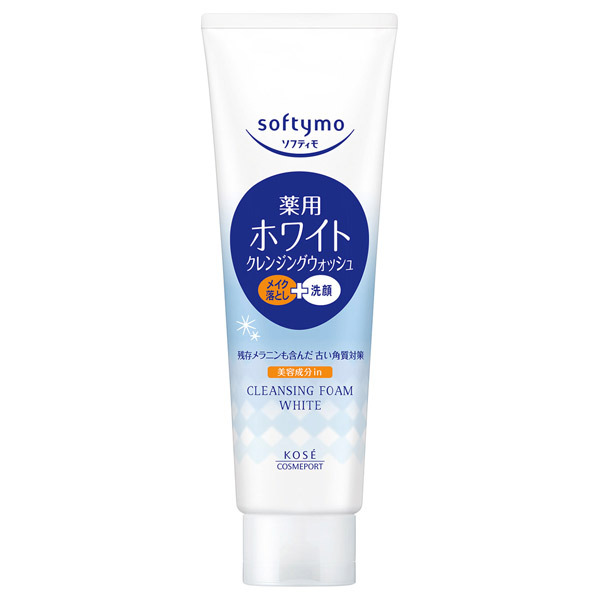 softymo
ソフティモ
薬用
ホワイト
クレンジングウォッシュ
メイク
落とし
+
洗顔
残存メラニンも含んだ 古い角質対策
美容成分in
CLEANSING FOAM
WHITE
KOSÉ
COSMEPORT